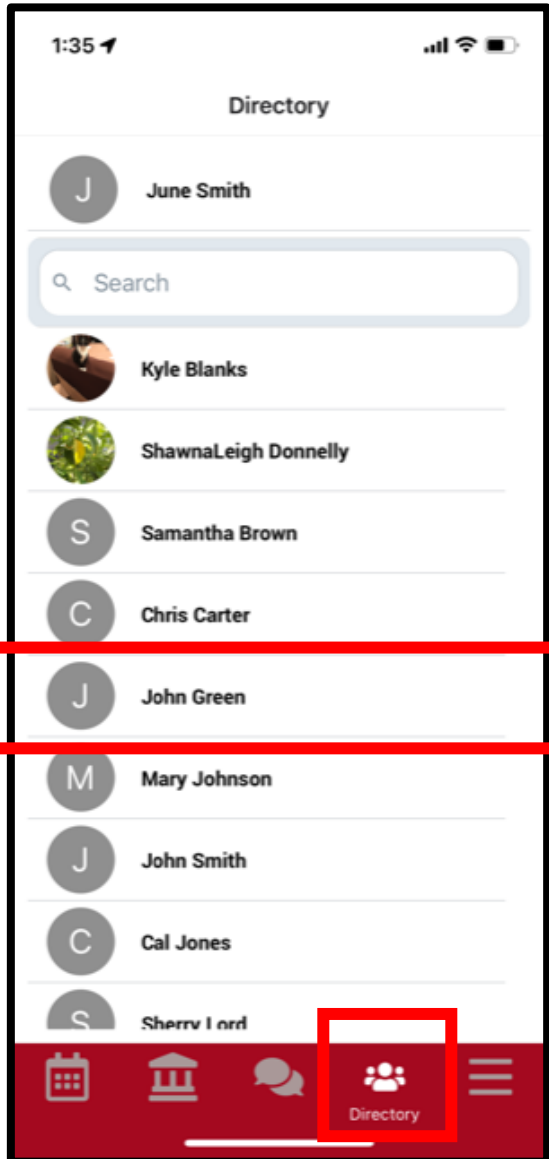 1:35
Directory
J June Smith
Search
Kyle Blanks
ShawnaLeigh Donnelly
S Samantha Brown
C Chris Carter
J John Green
M Mary Johnson
J John Smith
C Cal Jones
S Sherry Lord
Directory